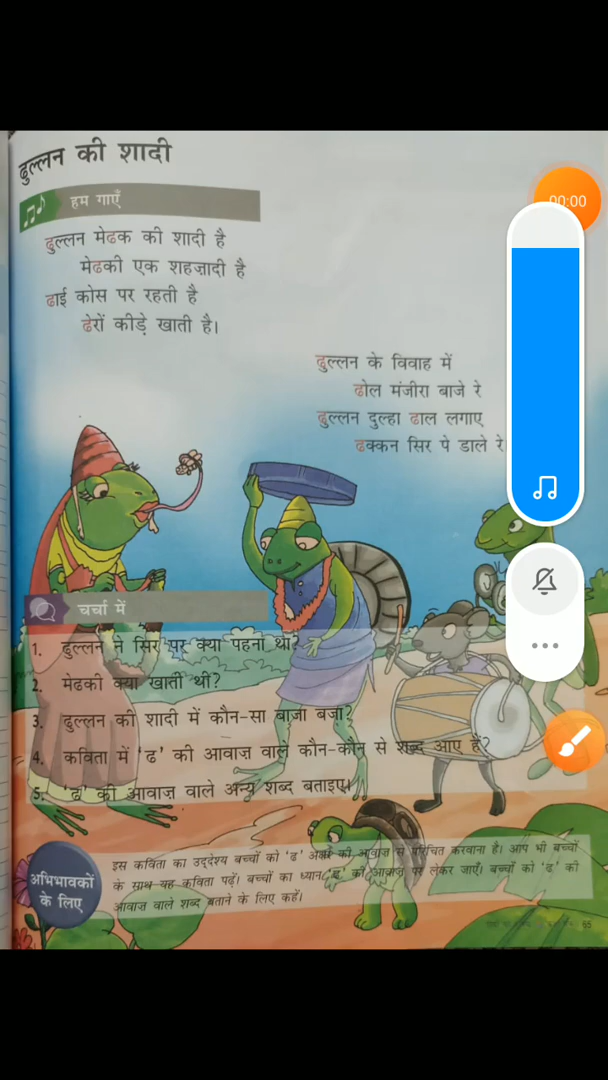 ढुल्लन की शादी
हम गाएँ
ढुल्लन मेढक की शादी है
मेढकी एक शहज़ादी है
ढाई कोस पर रहती है
ढेरों कीड़े खाती है।
ढुल्लन के विवाह में
ढोल मंजीरा बाजे रे
ढुल्लन दुल्हा ढाल लगाए
ढक्कन सिर पे डाले रे
00:00
चर्चा में
1. ढुल्लन ने सिर पर क्या पहना था?
2. मेढकी क्या खाती थी?
3. ढुल्लन की शादी में कौन-सा बाजा बजा?
4. कविता में 'ढ' की आवाज़ वाले कौन-कौन से शब्द आए हैं?
5. 'ढ' की आवाज़ वाले अन्य शब्द बताइए।
अभिभावकों
के लिए
इस कविता का उद्देश्य बच्चों को 'ढ' अक्षर की आवाज़ से परिचित करवाना है। आप भी बच्चों
के साथ यह कविता पढ़ें। बच्चों का ध्यान 'ढ' की आवाज़ पर लेकर जाएँ। बच्चों को 'ढ' की
आवाज़ वाले शब्द बताने के लिए कहें।
65